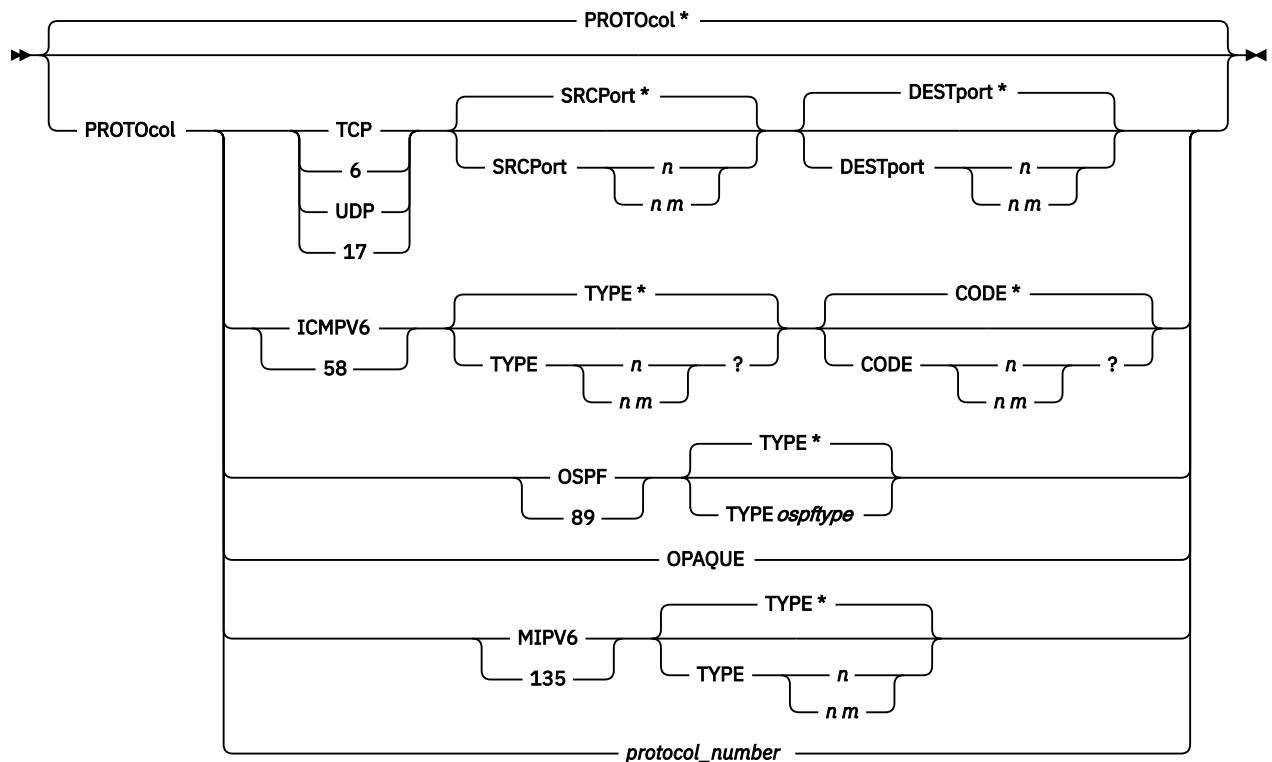 PROTOcol *
PROTOcol
TCP
6
UDP
17
SRCPort *
SRCPort n
n m
DESTport *
DESTport n
n m
ICMPV6
58
TYPE *
TYPE n ?
n m
CODE *
CODE n ?
n m
OSPF
89
TYPE *
TYPE ospftype
OPAQUE
MIPV6
135
TYPE *
TYPE n
n m
protocol_number